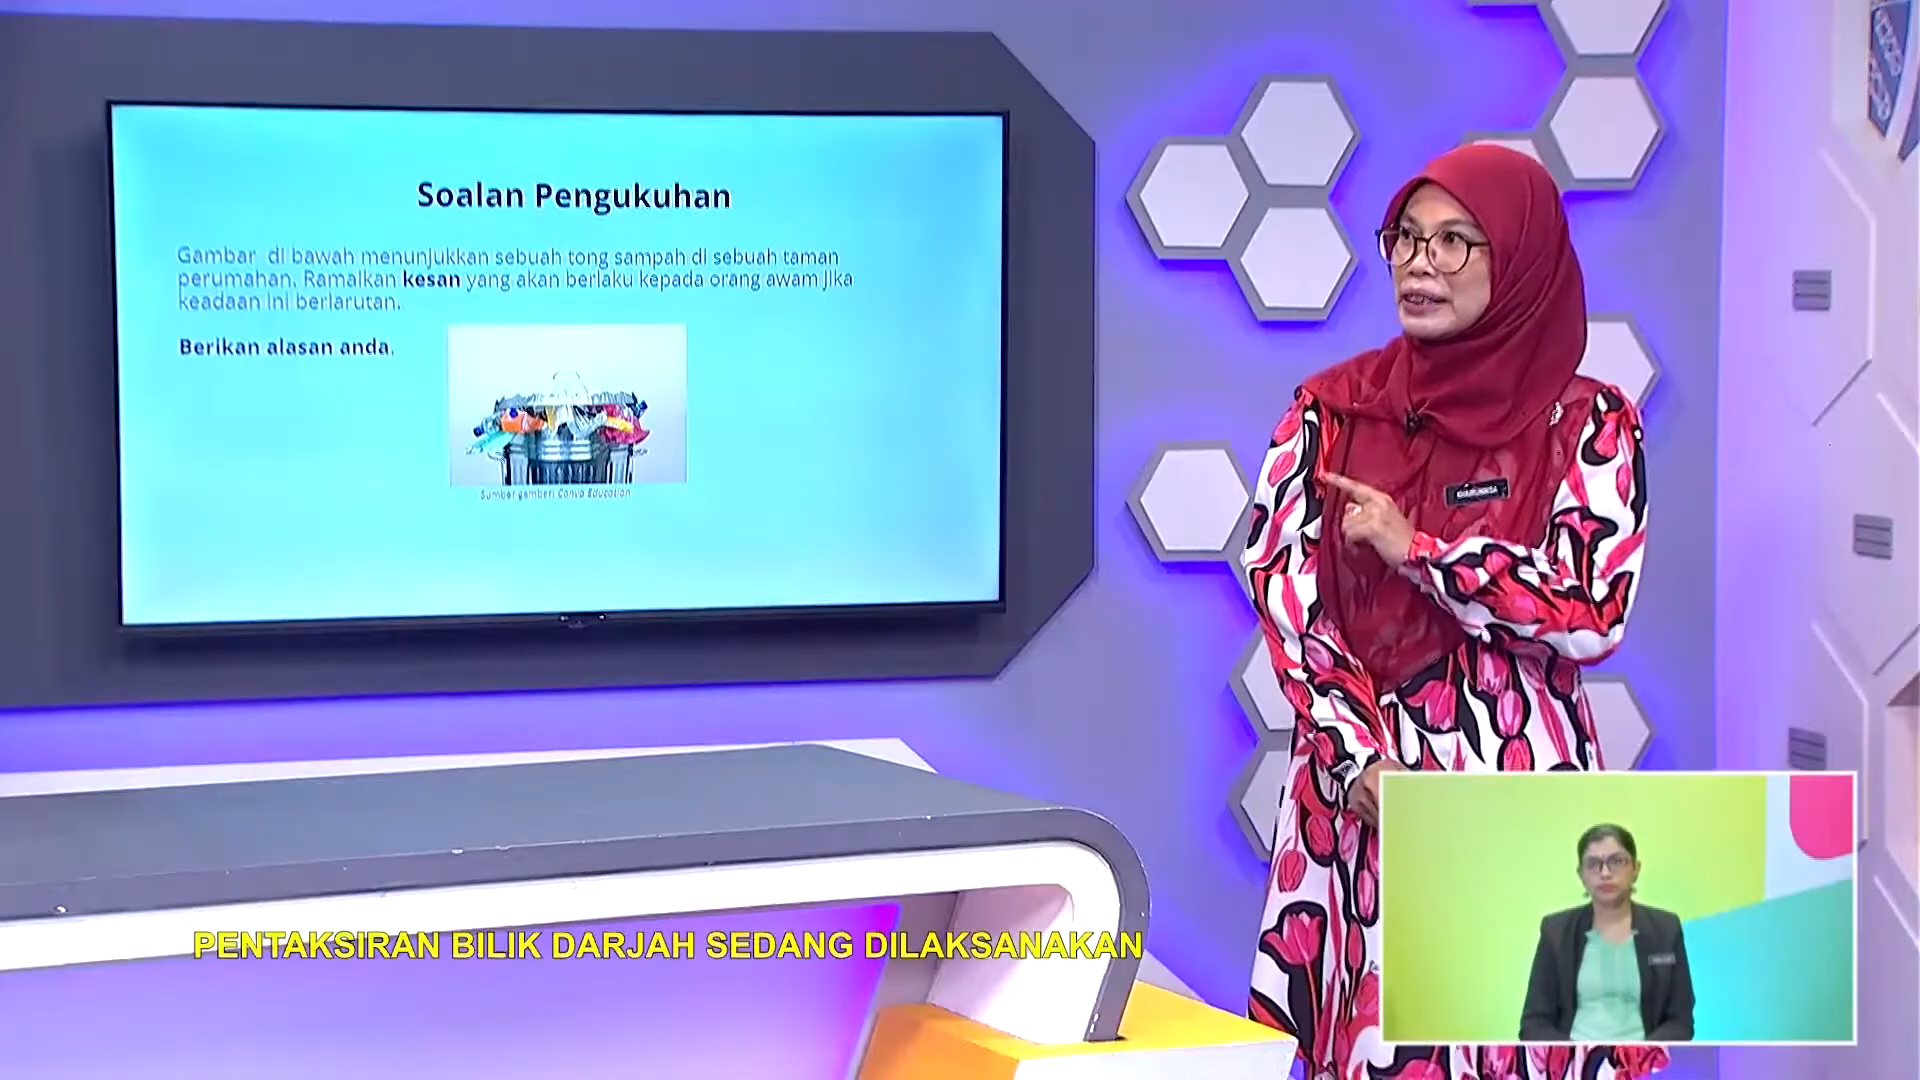 Soalan Pengukuhan
Gambar di bawah menunjukkan sebuah tong sampah di sebuah taman
perumahan. Ramalkan kesan yang akan berlaku kepada orang awam jika
keadaan ini berlarutan.
Berikan alasan anda.
Sumber gambar: Canva Education
KHAIRUNNISA
PENTAKSIRAN BILIK DARJAH SEDANG DILAKSANAKAN